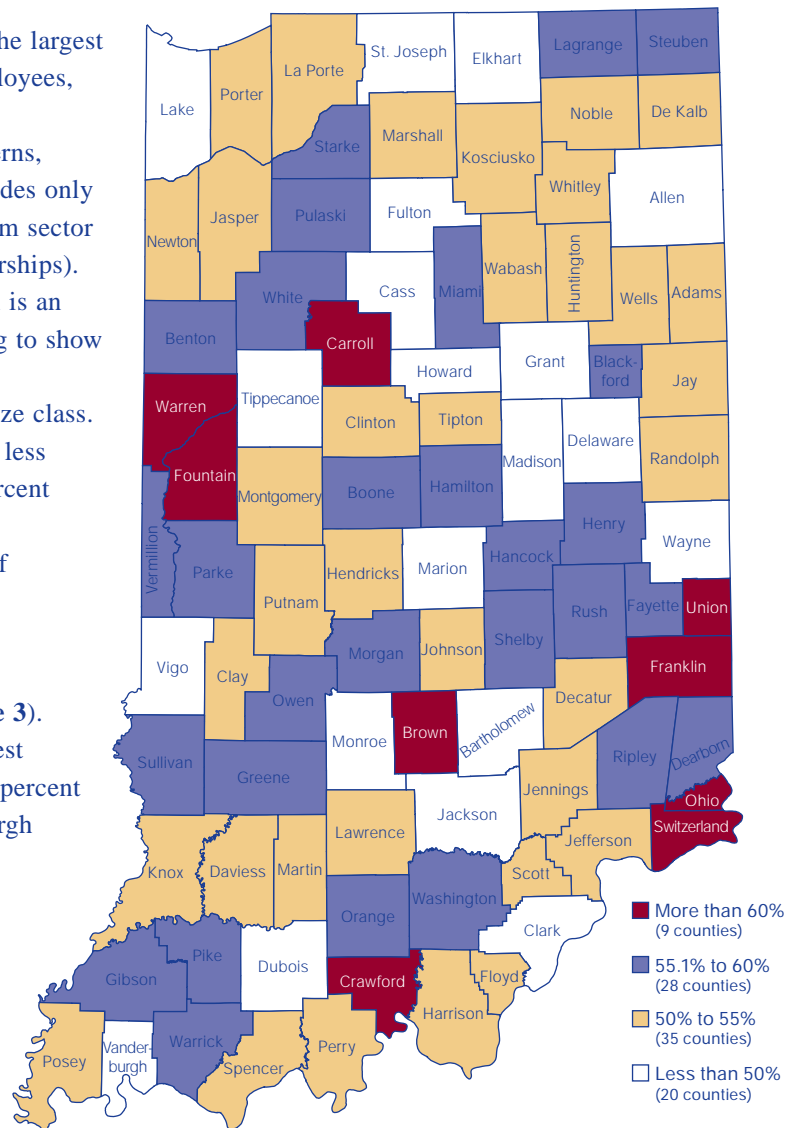 he largest
ployees,
erns,
des only
m sector
rships).
is an
g to show
ize class.
less
rcent
f
e 3).
est
percent
rgh
St. Joseph
Elkhart
Lagrange
Steuben
La Porte
Porter
Lake
Noble
De Kalb
Marshall
Starke
Kosciusko
Whitley
Allen
Pulaski
Fulton
Jasper
Newton
Wabash
Huntington
Wells
Adams
White
Cass
Miami
Benton
Carroll
Grant
Howard
Black-
ford
Jay
Warren
Tippecanoe
Clinton
Tipton
Delaware
Madison
Randolph
Fountain
Montgomery
Boone
Hamilton
Henry
Wayne
Vermillion
Parke
Hendricks
Marion
Hancock
Putnam
Rush
Fayette
Union
Shelby
Morgan
Johnson
Franklin
Vigo
Clay
Owen
Decatur
Brown
Bartholomew
Monroe
Sullivan
Greene
Ripley
Dearborn
Jennings
Ohio
Jackson
Switzerland
Lawrence
Jefferson
Knox
Daviess
Martin
Scott
Washington
Orange
Clark
Pike
Dubois
Gibson
Crawford
Floyd
Harrison
Warrick
Perry
Posey
Vander-
burgh
Spencer
More than 60%
(9 counties)
55.1% to 60%
(28 counties)
50% to 55%
(35 counties)
Less than 50%
(20 counties)